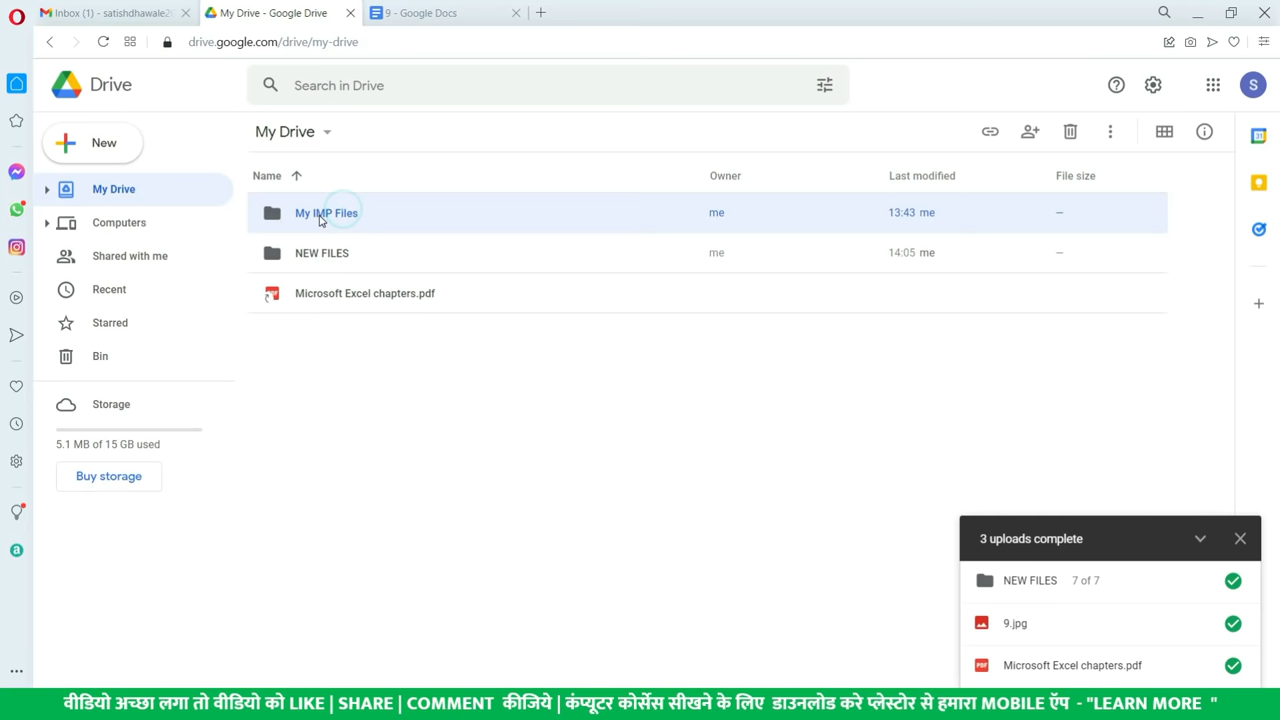 Inbox (1) - satishdhawale2
My Drive - Google Drive
9 - Google Docs
drive.google.com/drive/my-drive
Drive
Search in Drive
S
New
My Drive
31
Name
Owner
Last modified
File size
My Drive
My IMP Files
me
13:43 me
–
Computers
NEW FILES
me
14:05 me
–
Shared with me
Recent
Microsoft Excel chapters.pdf
Starred
Bin
Storage
5.1 MB of 15 GB used
Buy storage
3 uploads complete
NEW FILES 7 of 7
9.jpg
Microsoft Excel chapters.pdf
वीडियो अच्छा लगा तो वीडियो को LIKE | SHARE | COMMENT कीजिये | कंप्यूटर कोर्सेस सीखने के लिए डाउनलोड करे प्लेस्टोर से हमारा MOBILE ऍप - "LEARN MORE "